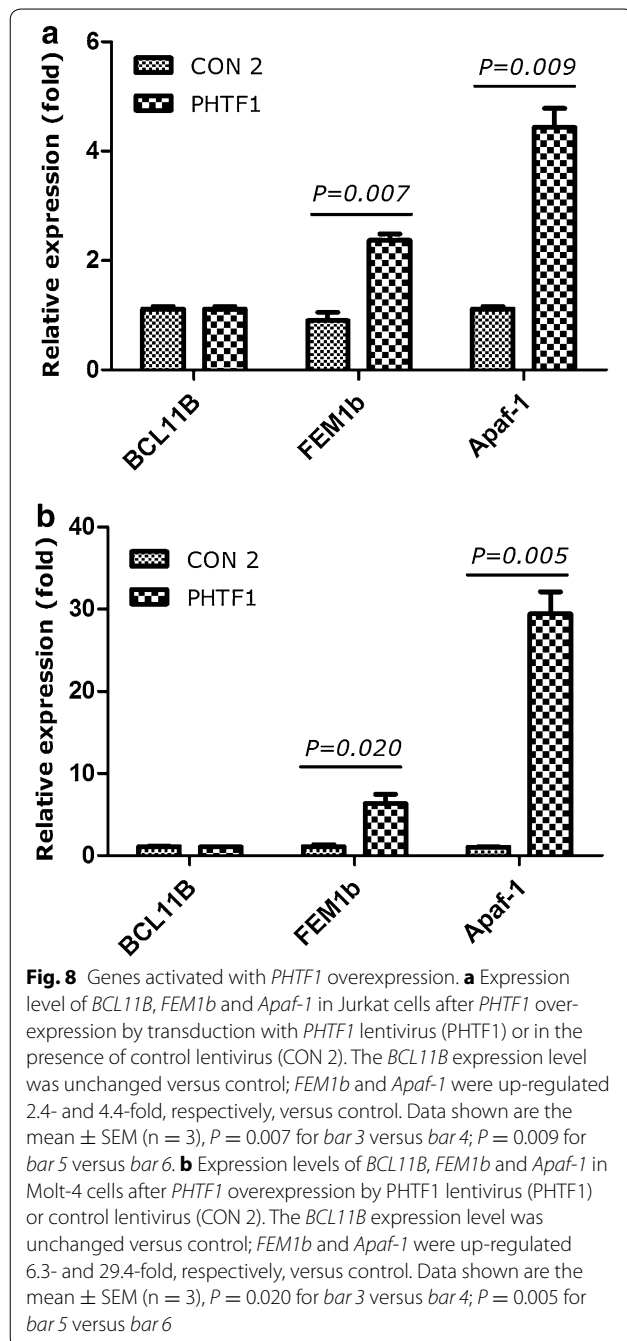 a
6
4
2
0
Relative expression (fold)
CON 2
PHTF1
P=0.007
P=0.009
BCL11B
FEM1b
Apaf-1
b
40
30
20
10
0
Relative expression (fold)
CON 2
PHTF1
P=0.020
P=0.005
BCL11B
FEM1b
Apaf-1
Fig. 8 Genes activated with PHTF1 overexpression. a Expression
level of BCL11B, FEM1b and Apaf-1 in Jurkat cells after PHTF1 over-
expression by transduction with PHTF1 lentivirus (PHTF1) or in the
presence of control lentivirus (CON 2). The BCL11B expression level
was unchanged versus control; FEM1b and Apaf-1 were up-regulated
2.4- and 4.4-fold, respectively, versus control. Data shown are the
mean ± SEM (n = 3), P = 0.007 for bar 3 versus bar 4; P = 0.009 for
bar 5 versus bar 6. b Expression levels of BCL11B, FEM1b and Apaf-1 in
Molt-4 cells after PHTF1 overexpression by PHTF1 lentivirus (PHTF1)
or control lentivirus (CON 2). The BCL11B expression level was
unchanged versus control; FEM1b and Apaf-1 were up-regulated
6.3- and 29.4-fold, respectively, versus control. Data shown are the
mean ± SEM (n = 3), P = 0.020 for bar 3 versus bar 4; P = 0.005 for
bar 5 versus bar 6